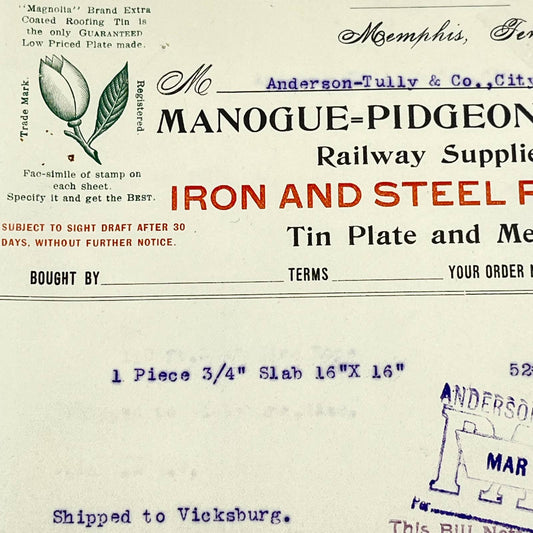 "Magnolia" Brand Extra
Coated Roofing Tin is
the only GUARANTEED
Low Priced Plate made.
Trade Mark.
Registered
Fac-simile of stamp on
each sheet.
Specify it and get the BEST.
SUBJECT TO SIGHT DRAFT AFTER 30
DAYS, WITHOUT FURTHER NOTICE.
Memphis,
M Anderson-Tully & Co., City
MANOGUE=PIDGEON
Railway Supplie
IRON AND STEEL
Tin Plate and Me
BOUGHT BY TERMS YOUR ORDER
1 Piece 3/4" Slab 16"X 16" 52
ANDERSO
MAR
Per
This Bill
Shipped to Vicksburg.